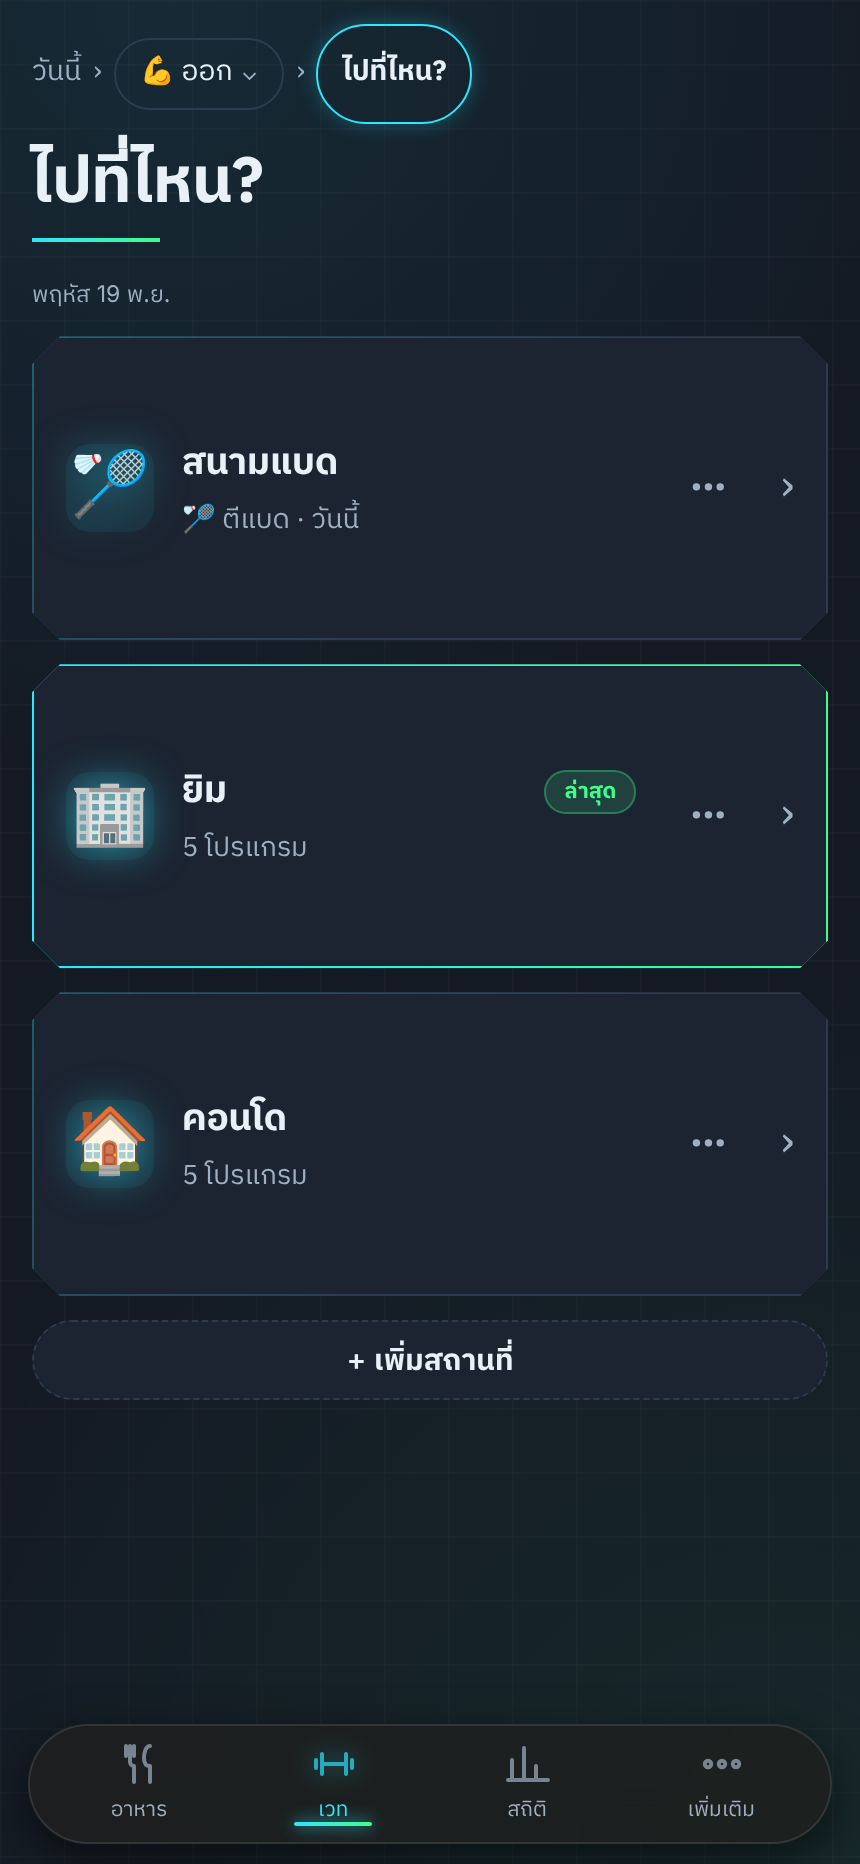 วันนี้ › 💪 ออก › ไปที่ไหน?
ไปที่ไหน?
พฤหัส 19 พ.ย.
สนามแบด
🏸 ตีแบด · วันนี้
ยิม
ล่าสุด
5 โปรแกรม
คอนโด
5 โปรแกรม
+ เพิ่มสถานที่
อาหาร
เวท
สถิติ
เพิ่มเติม